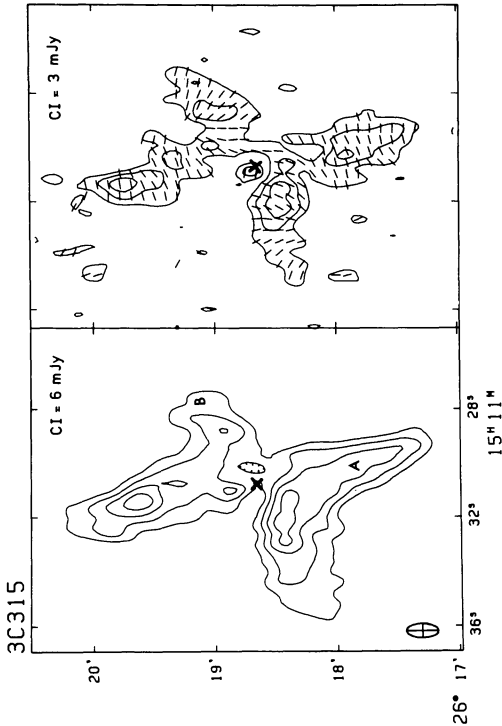 3C315
CI = 6 mJy
CI = 3 mJy
B
A
20'
19'
18'
26° 17'
36ˢ
32ˢ
28ˢ
15ᴴ 11ᴹ